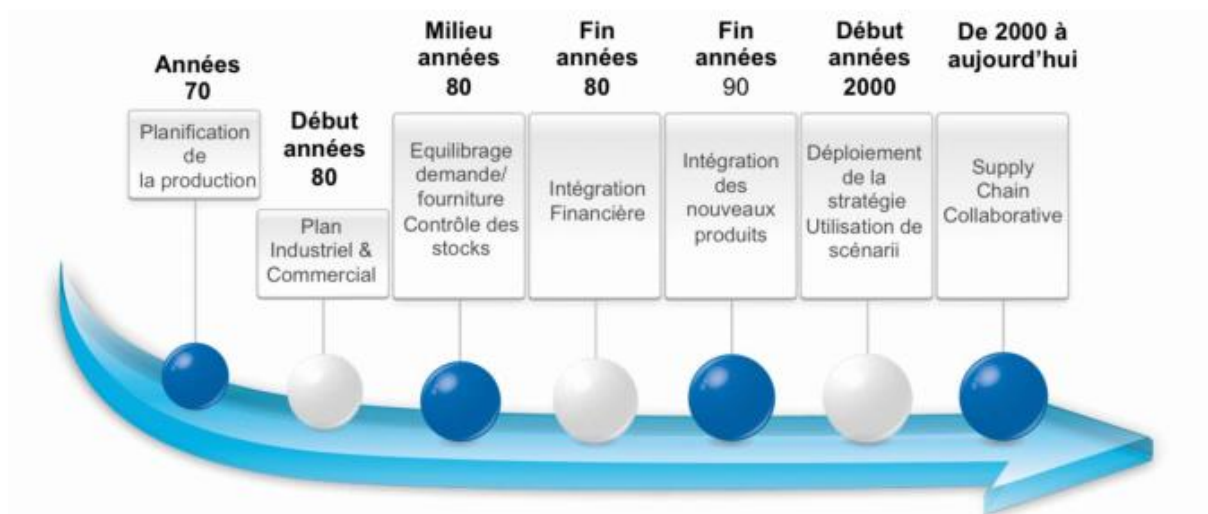 Années
70
Planification
de
la production
Début
années
80
Plan
Industriel &
Commercial
Milieu
années
80
Equilibrage
demande/
fourniture
Contrôle des
stocks
Fin
années
80
Intégration
Financière
Fin
années
90
Intégration
des
nouveaux
produits
Début
années
2000
Déploiement
de la
stratégie
Utilisation de
scénarii
De 2000 à
aujourd'hui
Supply
Chain
Collaborative